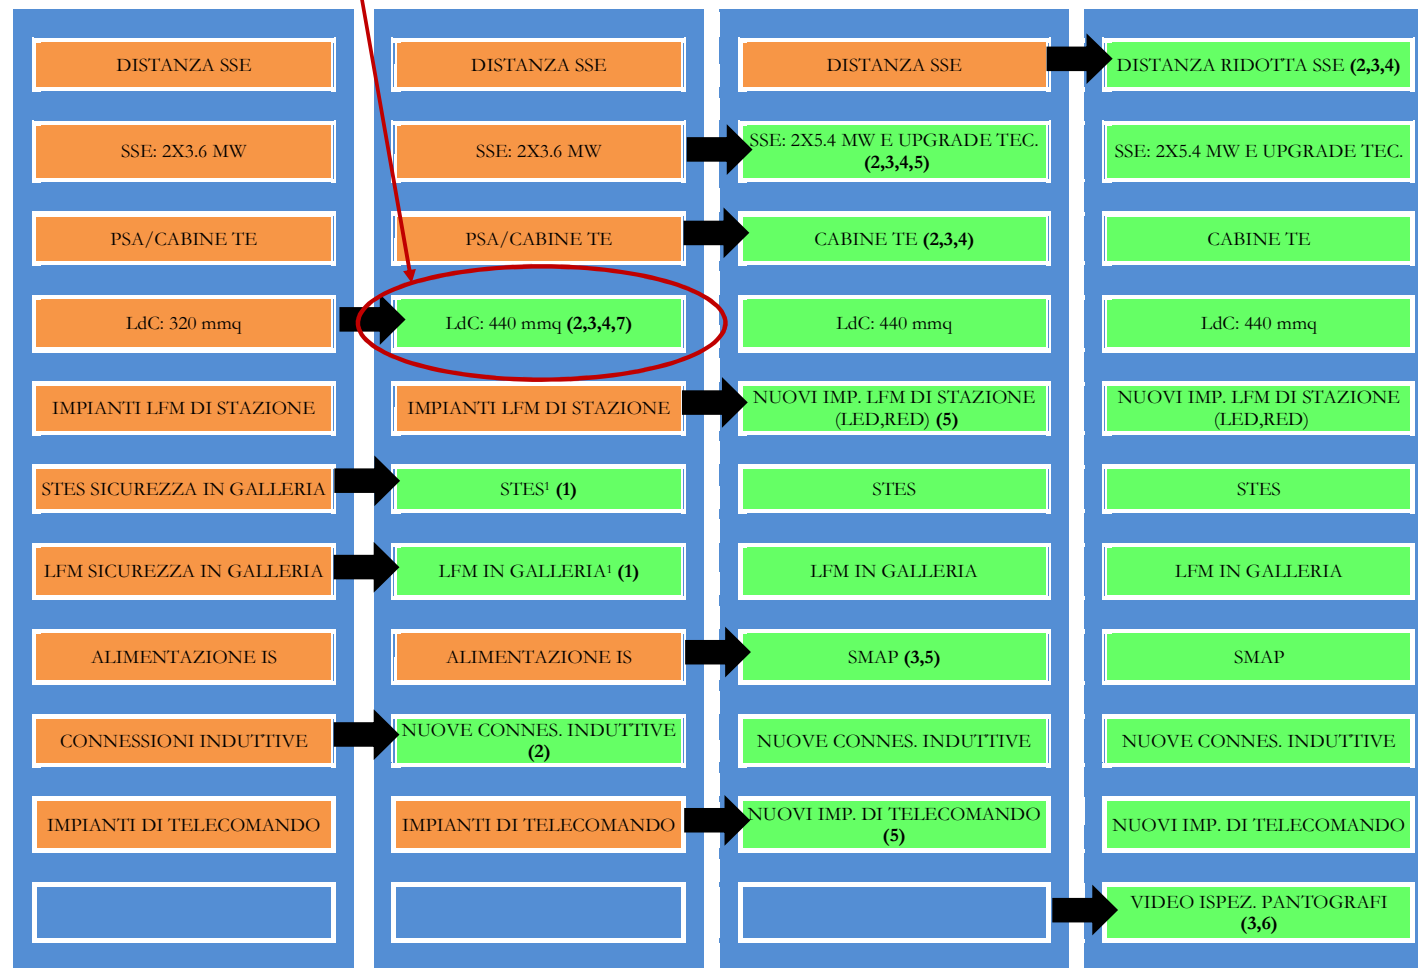 DISTANZA SSE
DISTANZA SSE
DISTANZA SSE
DISTANZA RIDOTTA SSE (2,3,4)
SSE: 2X3.6 MW
SSE: 2X3.6 MW
SSE: 2X5.4 MW E UPGRADE TEC.
(2,3,4,5)
SSE: 2X5.4 MW E UPGRADE TEC.
PSA/CABINE TE
PSA/CABINE TE
CABINE TE (2,3,4)
CABINE TE
LdC: 320 mmq
LdC: 440 mmq (2,3,4,7)
LdC: 440 mmq
LdC: 440 mmq
IMPIANTI LFM DI STAZIONE
IMPIANTI LFM DI STAZIONE
NUOVI IMP. LFM DI STAZIONE
(LED,RED) (5)
NUOVI IMP. LFM DI STAZIONE
(LED,RED)
STES SICUREZZA IN GALLERIA
STES¹ (1)
STES
STES
LFM SICUREZZA IN GALLERIA
LFM IN GALLERIA¹ (1)
LFM IN GALLERIA
LFM IN GALLERIA
ALIMENTAZIONE IS
ALIMENTAZIONE IS
SMAP (3,5)
SMAP
CONNESSIONI INDUTTIVE
NUOVE CONNES. INDUTTIVE
(2)
NUOVE CONNES. INDUTTIVE
NUOVE CONNES. INDUTTIVE
IMPIANTI DI TELECOMANDO
IMPIANTI DI TELECOMANDO
NUOVI IMP. DI TELECOMANDO
(5)
NUOVI IMP. DI TELECOMANDO
VIDEO ISPEZ. PANTOGRAFI
(3,6)